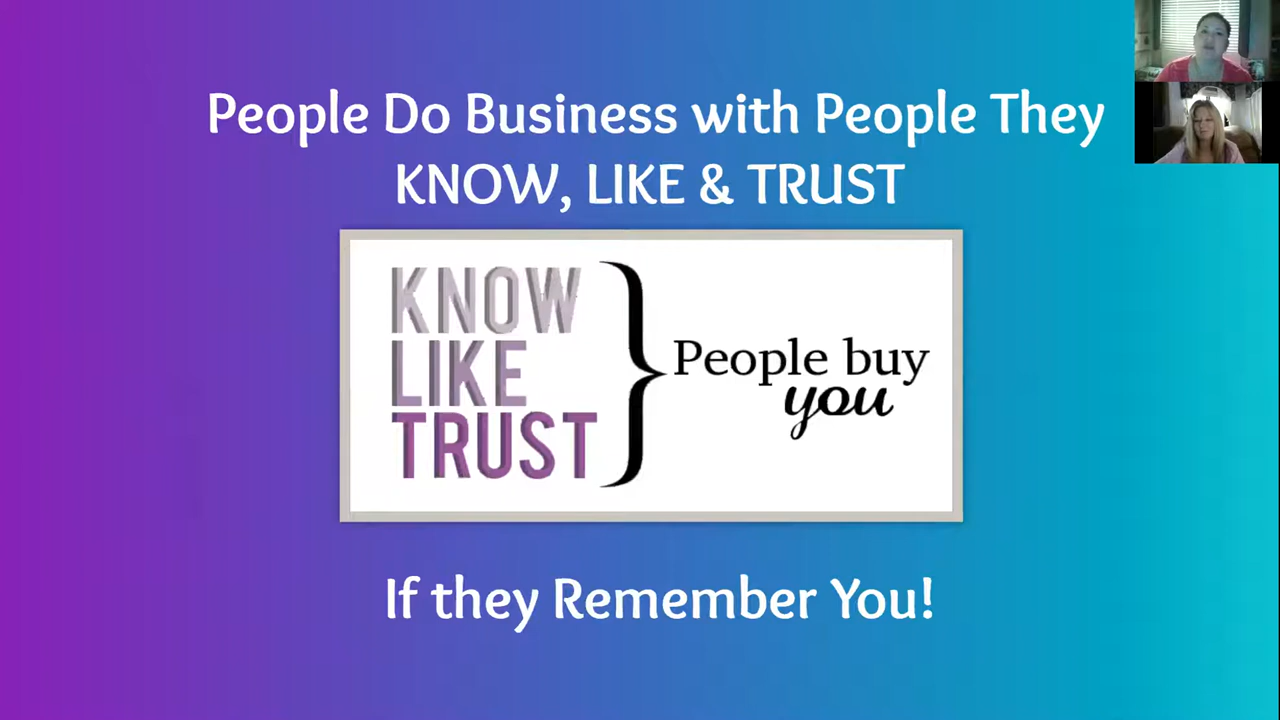 People Do Business with People They
KNOW, LIKE & TRUST
KNOW
LIKE
TRUST
People buy
you
If they Remember You!